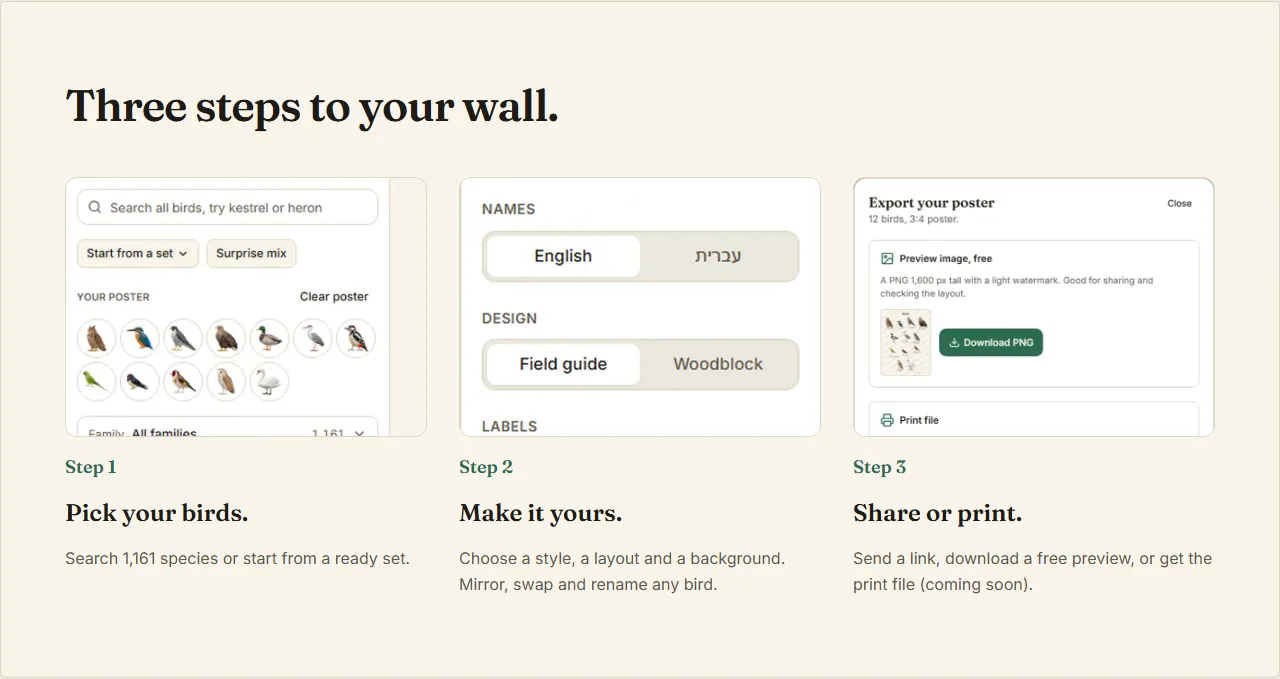 Three steps to your wall.
Search all birds, try kestrel or heron
Start from a set
Surprise mix
YOUR POSTER
Clear poster
Family All families 1,161
Step 1
Pick your birds.
Search 1,161 species or start from a ready set.
NAMES
English
עברית
DESIGN
Field guide
Woodblock
LABELS
Step 2
Make it yours.
Choose a style, a layout and a background.
Mirror, swap and rename any bird.
Export your poster
Close
12 birds, 3:4 poster.
Preview image, free
A PNG 1,600 px tall with a light watermark. Good for sharing and
checking the layout.
Download PNG
Print file
Step 3
Share or print.
Send a link, download a free preview, or get the
print file (coming soon).